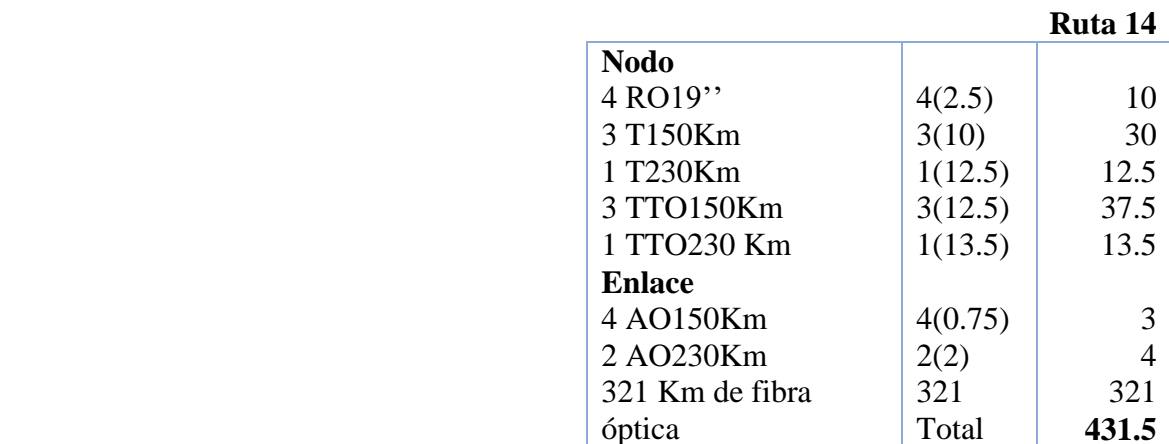 Ruta 14
Nodo
4 RO19’’ 4(2.5) 10
3 T150Km 3(10) 30
1 T230Km 1(12.5) 12.5
3 TTO150Km 3(12.5) 37.5
1 TTO230 Km 1(13.5) 13.5
Enlace
4 AO150Km 4(0.75) 3
2 AO230Km 2(2) 4
321 Km de fibra 321 321
óptica Total 431.5